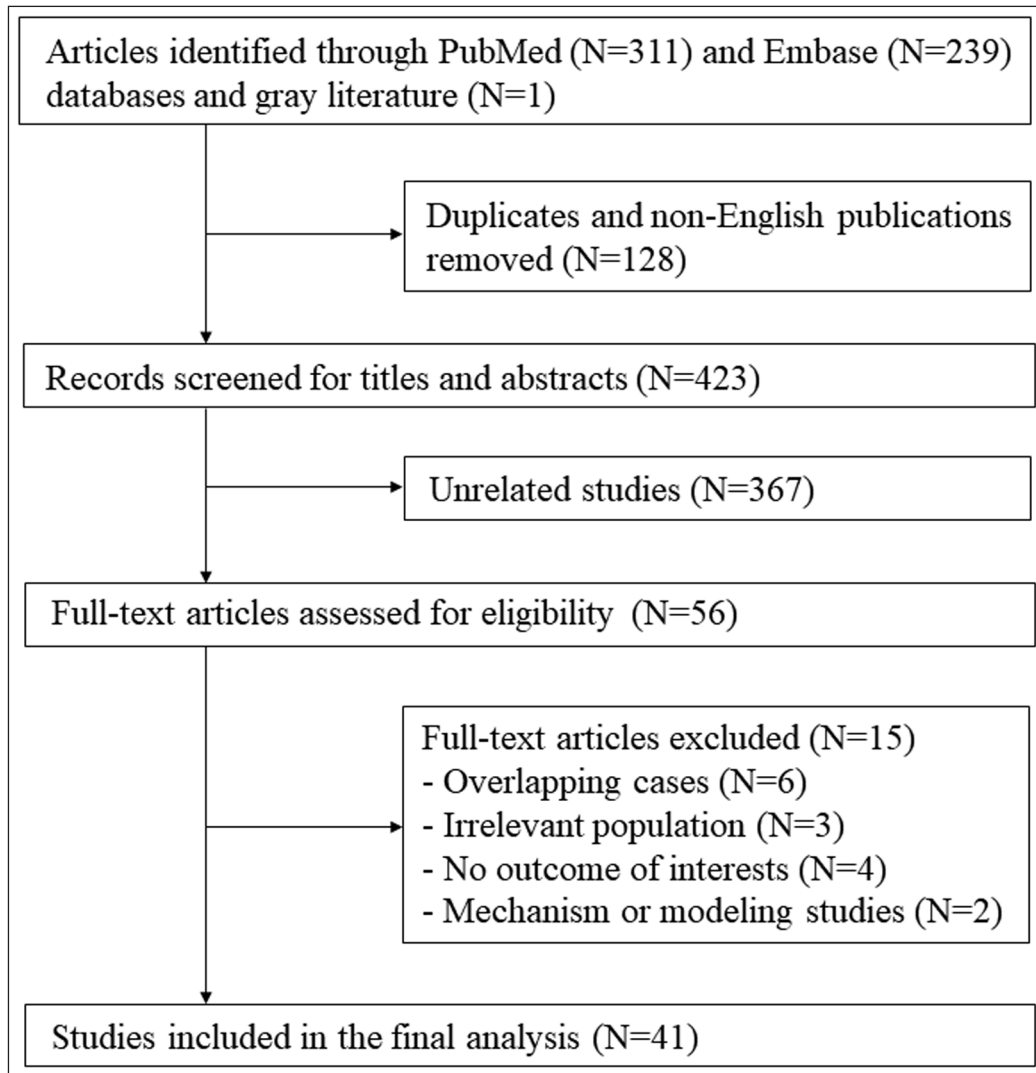 Articles identified through PubMed (N=311) and Embase (N=239)
databases and gray literature (N=1)
Duplicates and non-English publications
removed (N=128)
Records screened for titles and abstracts (N=423)
Unrelated studies (N=367)
Full-text articles assessed for eligibility (N=56)
Full-text articles excluded (N=15)
- Overlapping cases (N=6)
- Irrelevant population (N=3)
- No outcome of interests (N=4)
- Mechanism or modeling studies (N=2)
Studies included in the final analysis (N=41)